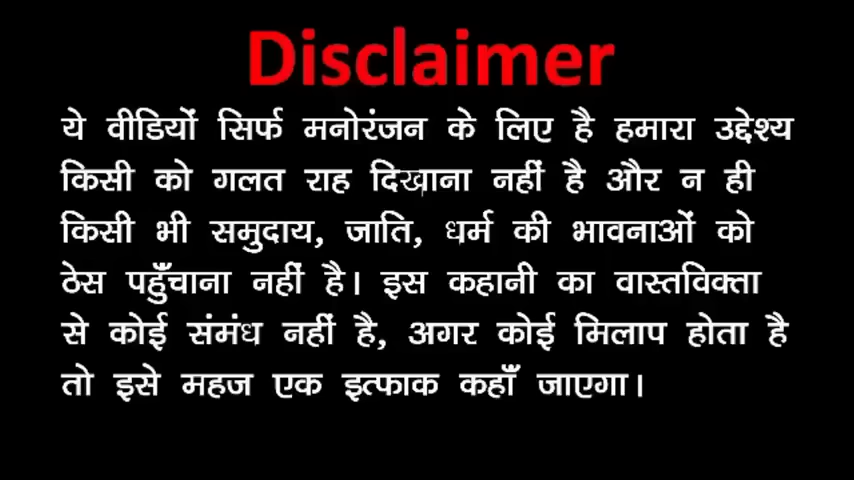 Disclaimer
ये वीडियों सिर्फ मनोरंजन के लिए है हमारा उद्देश्य
किसी को गलत राह दिखाना नहीं है और न ही
किसी भी समुदाय, जाति, धर्म की भावनाओं को
ठेस पहुँचाना नहीं है। इस कहानी का वास्तविक्ता
से कोई संमंध नहीं है, अगर कोई मिलाप होता है
तो इसे महज एक इत्फाक कहाँ जाएगा।